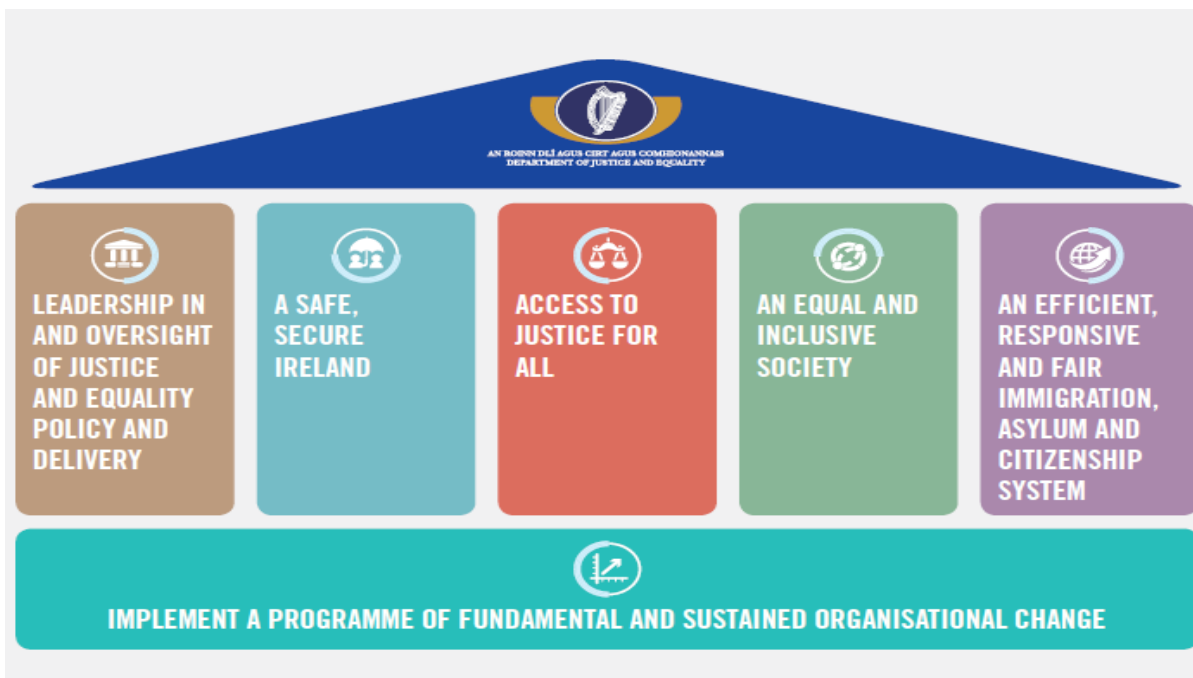 AN ROINN DLÍ AGUS CIRT AGUS COMHIONANNAIS
DEPARTMENT OF JUSTICE AND EQUALITY
LEADERSHIP IN
AND OVERSIGHT
OF JUSTICE
AND EQUALITY
POLICY AND
DELIVERY
A SAFE,
SECURE
IRELAND
ACCESS TO
JUSTICE FOR
ALL
AN EQUAL AND
INCLUSIVE
SOCIETY
AN EFFICIENT,
RESPONSIVE
AND FAIR
IMMIGRATION,
ASYLUM AND
CITIZENSHIP
SYSTEM
IMPLEMENT A PROGRAMME OF FUNDAMENTAL AND SUSTAINED ORGANISATIONAL CHANGE